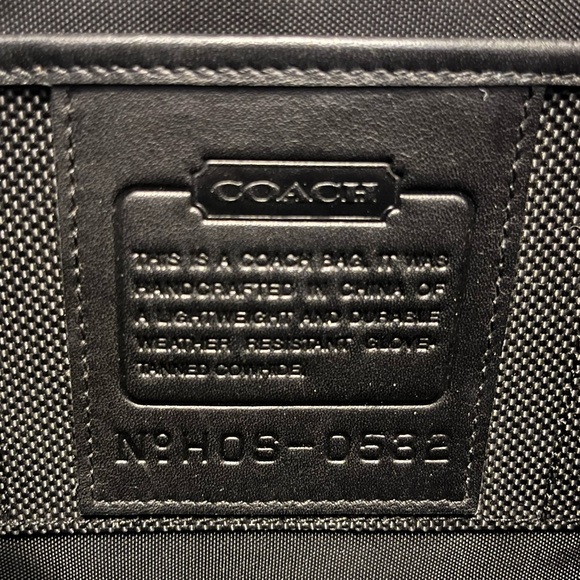 COACH
THIS IS A COACH BAG. IT WAS
HANDCRAFTED IN CHINA OF
A LIGHTWEIGHT AND DURABLE
WEATHER RESISTANT GLOVE-
TANNED COWHIDE.
Nº H0S-0532